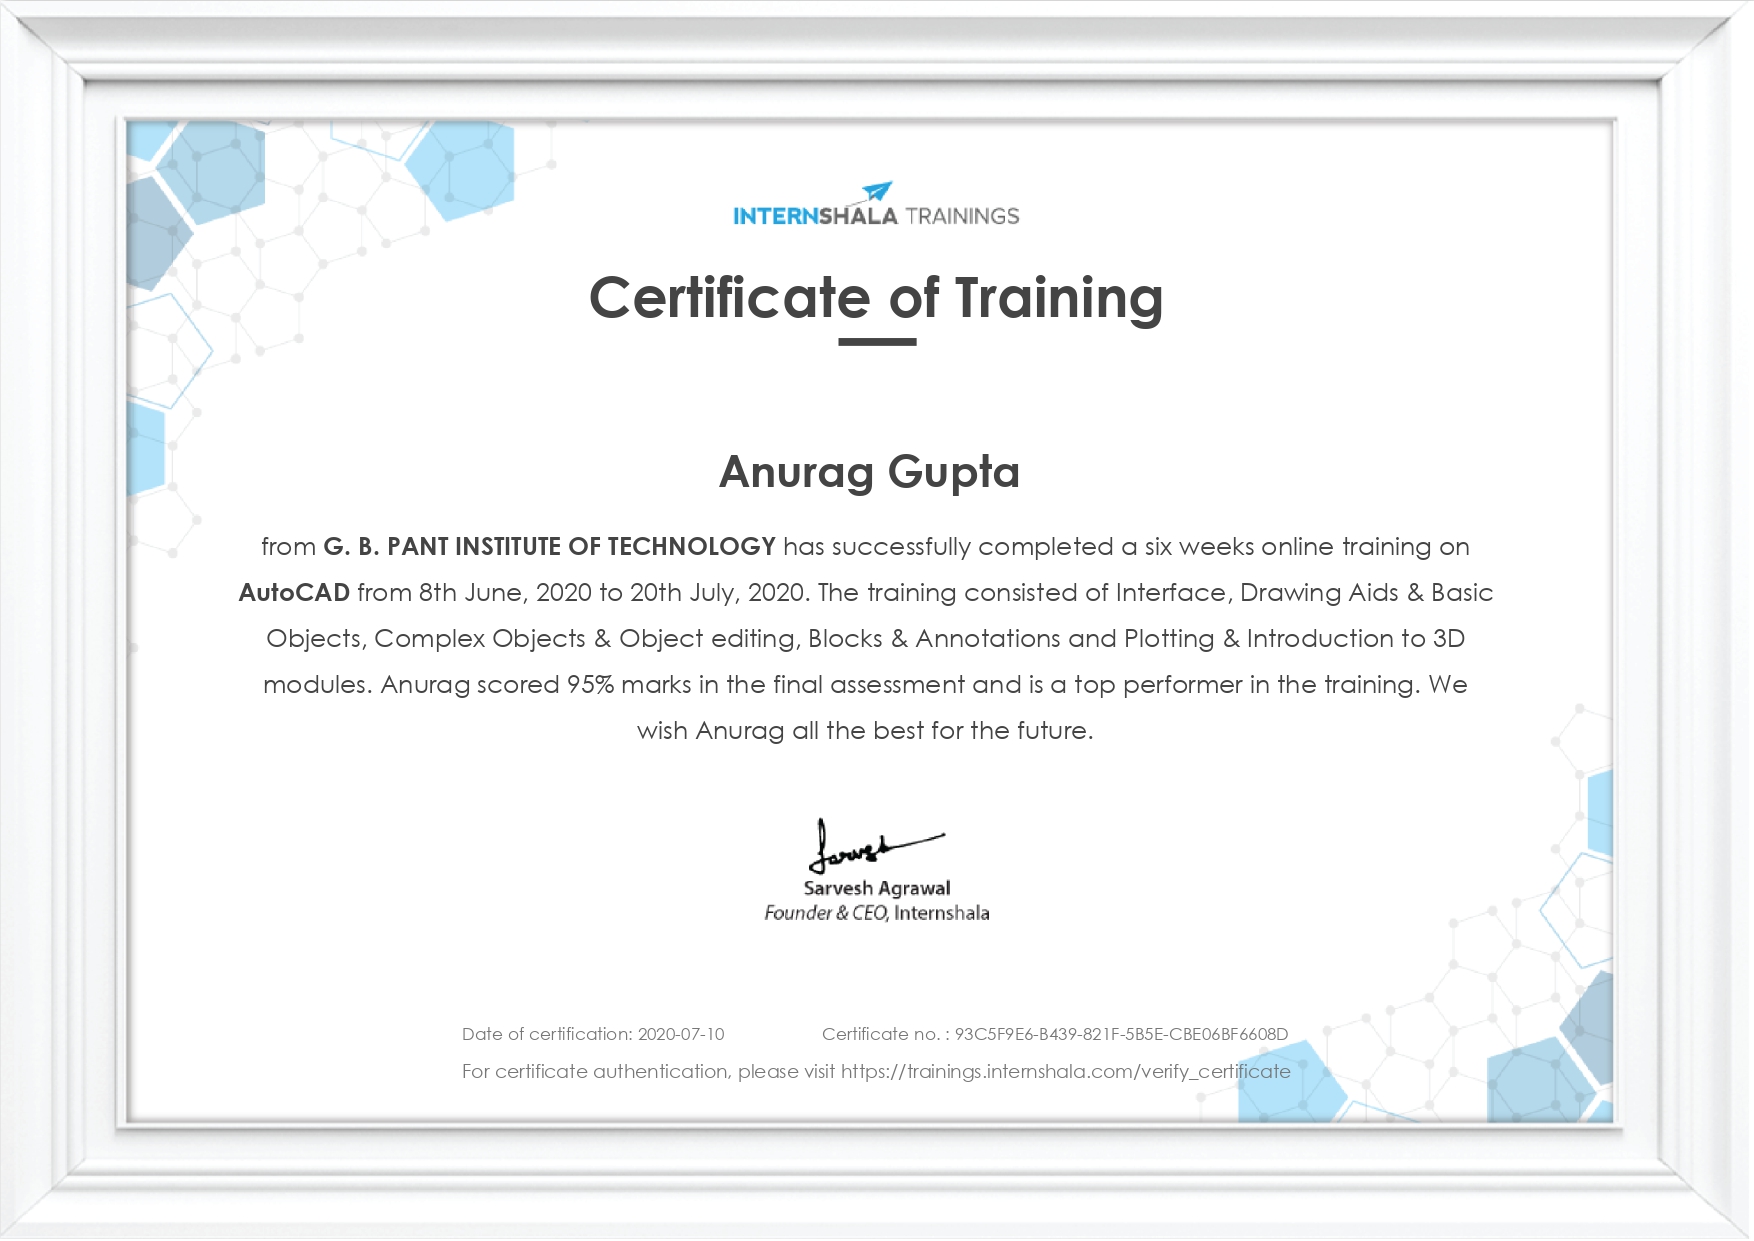 INTERNSHALA TRAININGS
Certificate of Training
Anurag Gupta
from G. B. PANT INSTITUTE OF TECHNOLOGY has successfully completed a six weeks online training on
AutoCAD from 8th June, 2020 to 20th July, 2020. The training consisted of Interface, Drawing Aids & Basic
Objects, Complex Objects & Object editing, Blocks & Annotations and Plotting & Introduction to 3D
modules. Anurag scored 95% marks in the final assessment and is a top performer in the training. We
wish Anurag all the best for the future.
Sarvesh
Sarvesh Agrawal
Founder & CEO, Internshala
Date of certification: 2020-07-10 Certificate no. : 93C5F9E6-B439-821F-5B5E-CBE06BF6608D
For certificate authentication, please visit https://trainings.internshala.com/verify_certificate